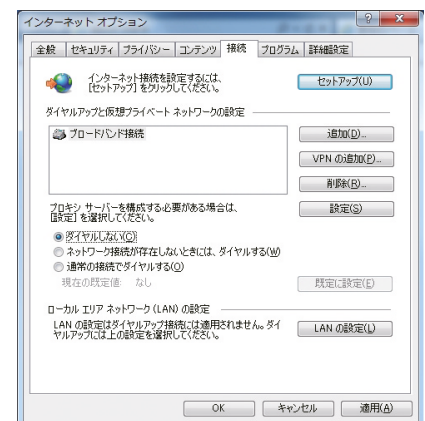 インターネット オプション
全般 セキュリティ プライバシー コンテンツ 接続 プログラム 詳細設定
インターネット接続を設定するには、
[セットアップ] をクリックしてください。
セットアップ(U)
ダイヤルアップと仮想プライベート ネットワークの設定
ブロードバンド接続
追加(D)...
VPN の追加(P)...
削除(R)...
プロキシ サーバーを構成する必要がある場合は、
[設定] を選択してください。
設定(S)
ダイヤルしない(C)
ネットワーク接続が存在しないときには、ダイヤルする(W)
通常の接続でダイヤルする(O)
現在の既定値: なし
既定に設定(E)
ローカル エリア ネットワーク (LAN) の設定
LAN の設定はダイヤルアップ接続には適用されません。ダイ
ヤルアップには上の設定を選択してください。
LAN の設定(L)
OK キャンセル 適用(A)